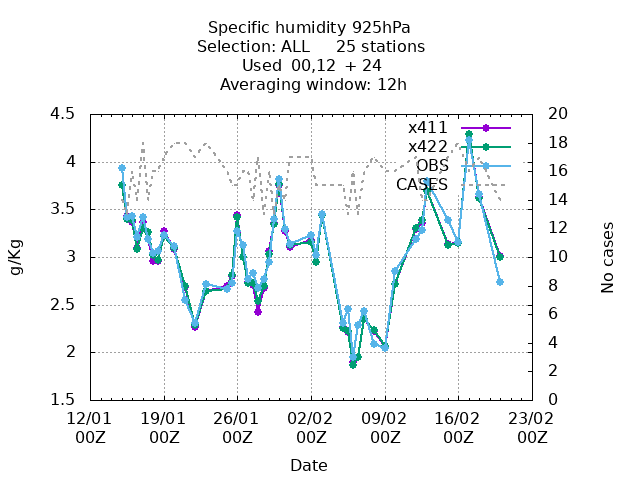 Specific humidity 925hPa
Selection: ALL 25 stations
Used 00,12 + 24
Averaging window: 12h
4.5 20
x411 18
x422
4 16
OBS
CASES
3.5 14
12
3 10
8
2.5 6
2 4
2
1.5 0
g/Kg
No cases
12/01 19/01 26/01 02/02 09/02 16/02 23/02
00Z 00Z 00Z 00Z 00Z 00Z 00Z
Date